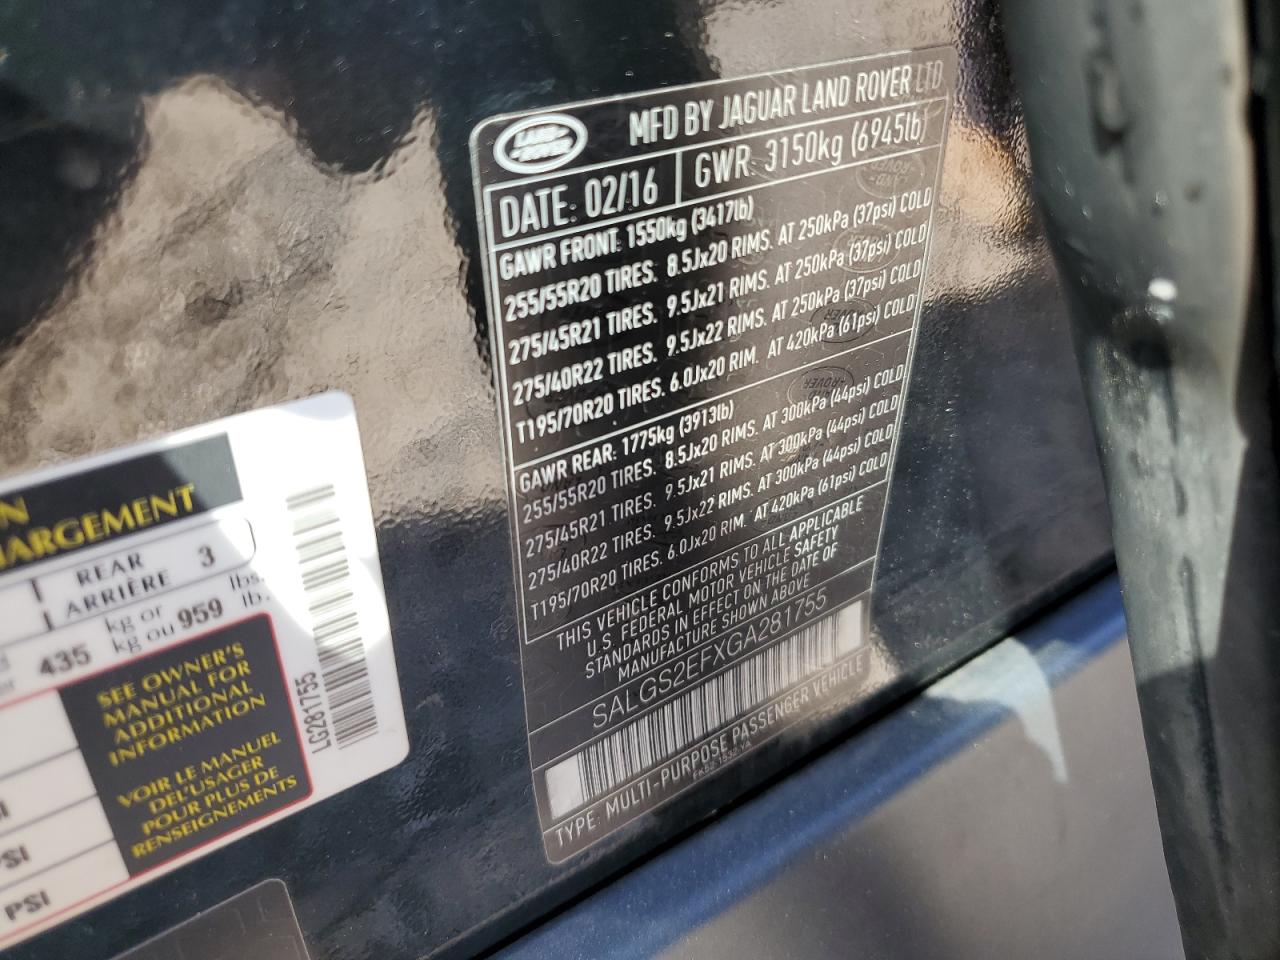 LAND-
-ROVER
MFD BY JAGUAR LAND ROVER LTD
DATE: 02/16
GWR: 3150kg (6945lb)
GAWR FRONT: 1550kg (3417lb)
255/55R20 TIRES. 8.5Jx20 RIMS. AT 250kPa (37psi) COLD
275/45R21 TIRES. 9.5Jx21 RIMS. AT 250kPa (37psi) COLD
275/40R22 TIRES. 9.5Jx22 RIMS. AT 250kPa (37psi) COLD
T195/70R20 TIRES. 6.0Jx20 RIM. AT 420kPa (61psi) COLD
GAWR REAR: 1775kg (3913lb)
255/55R20 TIRES. 8.5Jx20 RIMS. AT 300kPa (44psi) COLD
275/45R21 TIRES. 9.5Jx21 RIMS. AT 300kPa (44psi) COLD
275/40R22 TIRES. 9.5Jx22 RIMS. AT 300kPa (44psi) COLD
T195/70R20 TIRES. 6.0Jx20 RIM. AT 420kPa (61psi) COLD
THIS VEHICLE CONFORMS TO ALL APPLICABLE
U.S. FEDERAL MOTOR VEHICLE SAFETY
STANDARDS IN EFFECT ON THE DATE OF
MANUFACTURE SHOWN ABOVE
SALGS2EFXGA281755
TYPE: MULTI-PURPOSE PASSENGER VEHICLE
N
HARGEMENT
REAR
ARRIÈRE 3
435 kg or
kg ou 959 lbs.
lb.
SEE OWNER'S
MANUAL FOR
ADDITIONAL
INFORMATION
VOIR LE MANUEL
DEL'USAGER
POUR PLUS DE
RENSEIGNEMENTS
LG281755
PSI
PSI